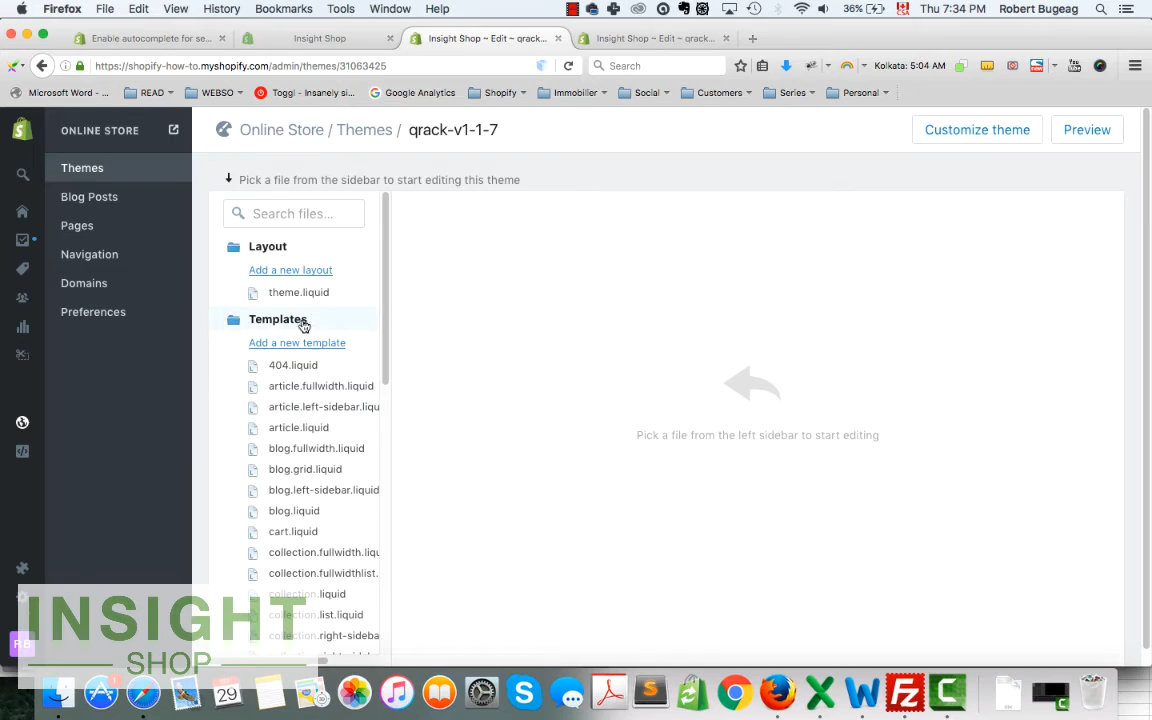 Firefox File Edit View History Bookmarks Tools Window Help 36% Thu 7:34 PM Robert Bugeag
Enable autocomplete for se... × Insight Shop × Insight Shop ~ Edit ~ qrack... × Insight Shop ~ Edit ~ qrack... × +
https://shopify-how-to.myshopify.com/admin/themes/31063425 Search Kolkata: 5:04 AM
Microsoft Word - ... READ WEBSO Toggl - Insanely si... Google Analytics Shopify Immobilier Social Customers Series Personal
ONLINE STORE
Online Store / Themes / qrack-v1-1-7
Customize theme Preview
Themes
Blog Posts
Pages
Navigation
Domains
Preferences
Pick a file from the sidebar to start editing this theme
Search files...
Layout
Add a new layout
theme.liquid
Templates
Add a new template
404.liquid
article.fullwidth.liquid
article.left-sidebar.liqu
article.liquid
blog.fullwidth.liquid
blog.grid.liquid
blog.left-sidebar.liquid
blog.liquid
cart.liquid
collection.fullwidth.liqu
collection.fullwidthlist.
collection.liquid
collection.list.liquid
collection.right-sideba
Pick a file from the left sidebar to start editing
RB
INSIGHT
SHOP
29